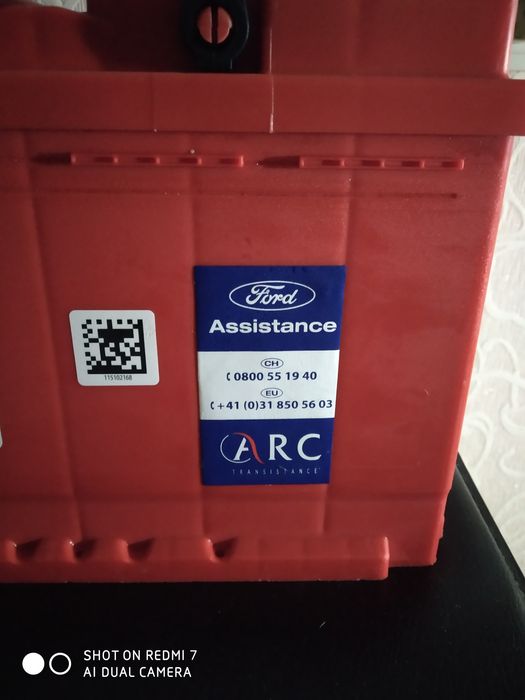 Ford
Assistance
CH
0800 55 19 40
EU
+41 (0)31 850 56 03
ARC
TRANSISTANCE
115102168
SHOT ON REDMI 7
AI DUAL CAMERA